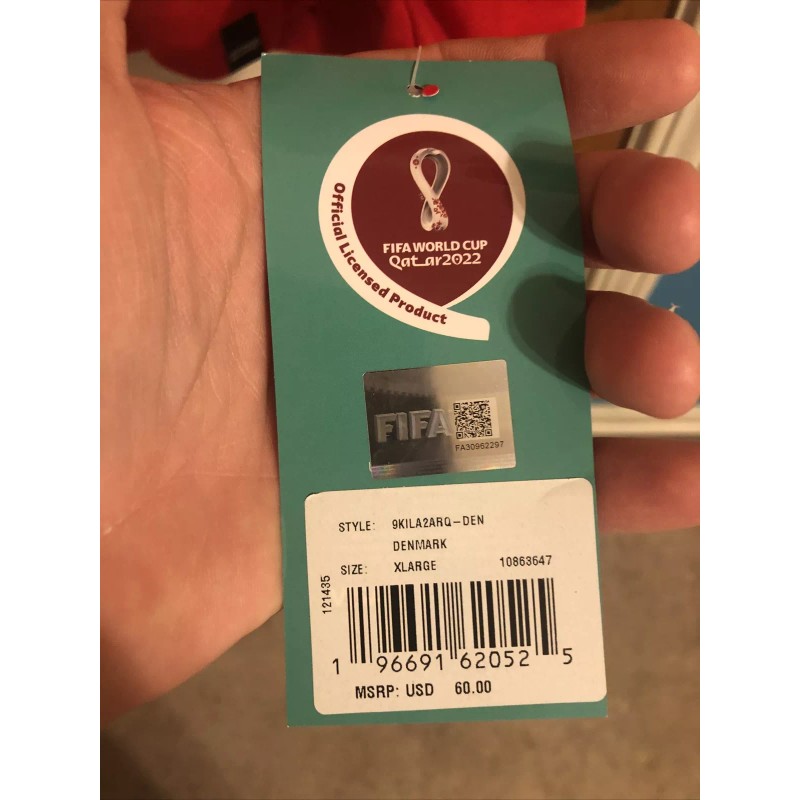 Official Licensed Product
FIFA WORLD CUP
Qatar2022
FIFA
FA30962297
STYLE: 9KILA2ARQ-DEN
DENMARK
SIZE: XLARGE 10863647
121435
1 96691 62052 5
MSRP: USD 60.00